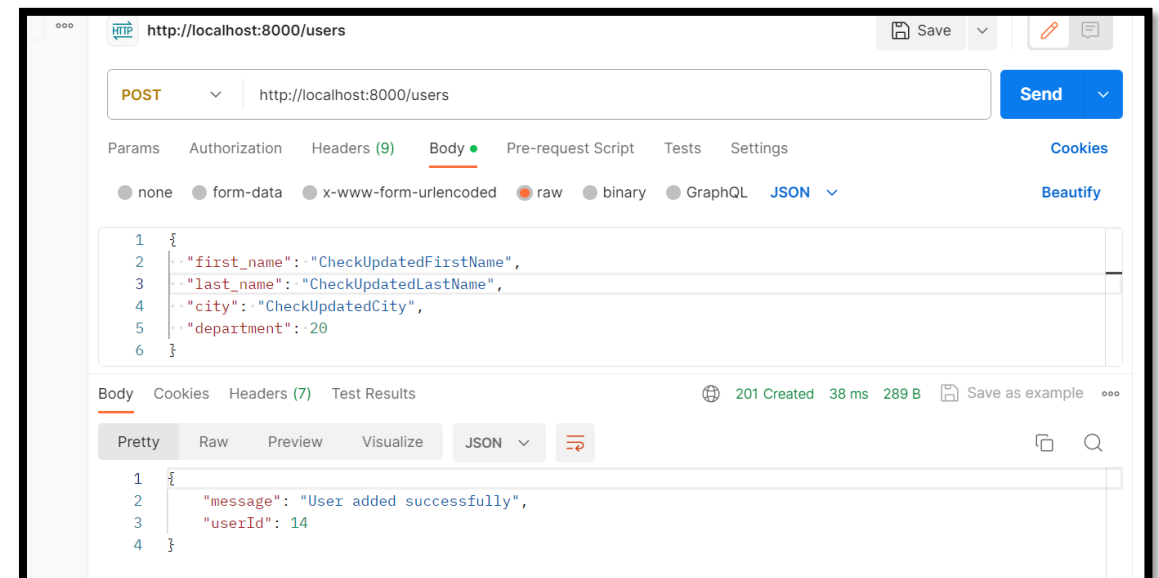 HTTP http://localhost:8000/users Save
POST http://localhost:8000/users Send
Params Authorization Headers (9) Body Pre-request Script Tests Settings Cookies
none form-data x-www-form-urlencoded raw binary GraphQL JSON Beautify
1 {
2 "first_name": "CheckUpdatedFirstName",
3 "last_name": "CheckUpdatedLastName",
4 "city": "CheckUpdatedCity",
5 "department": 20
6 }
Body Cookies Headers (7) Test Results 201 Created 38 ms 289 B Save as example
Pretty Raw Preview Visualize JSON
1 {
2 "message": "User added successfully",
3 "userId": 14
4 }